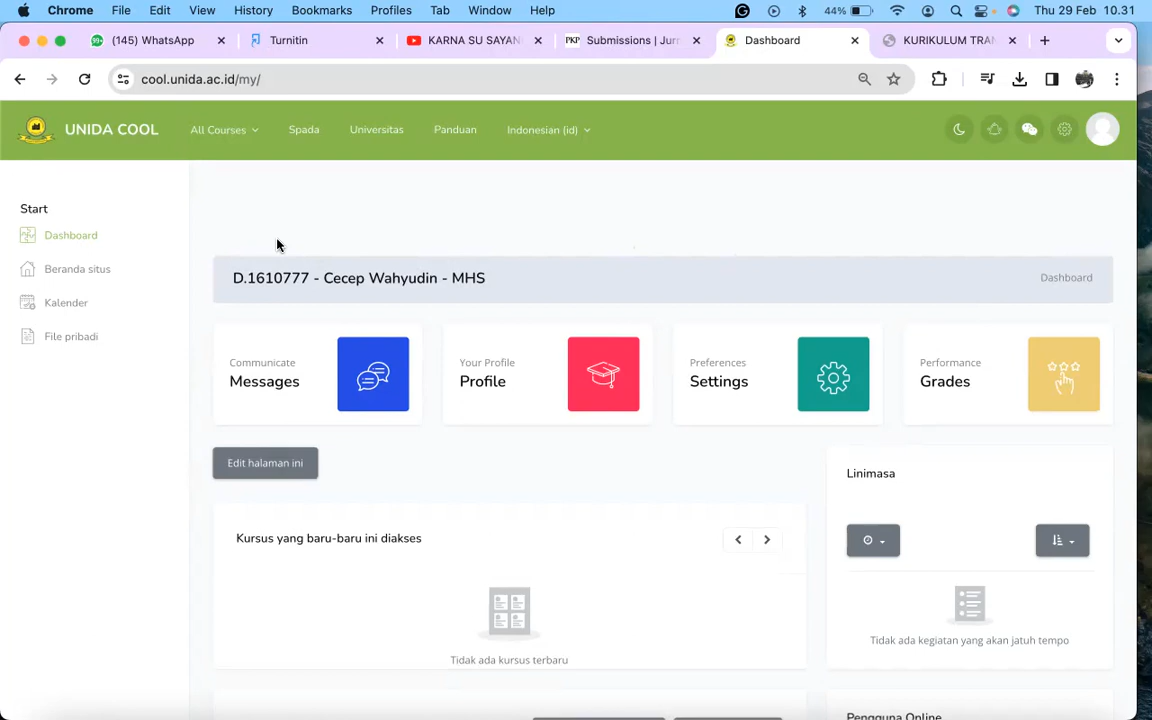 Chrome File Edit View History Bookmarks Profiles Tab Window Help 44% Thu 29 Feb 10.31
(145) WhatsApp Turnitin KARNA SU SAYAN PKP Submissions | Jurn Dashboard KURIKULUM TRAN
cool.unida.ac.id/my/
UNIDA COOL All Courses Spada Universitas Panduan Indonesian (id)
Start
Dashboard
Beranda situs
Kalender
File pribadi
D.1610777 - Cecep Wahyudin - MHS Dashboard
Communicate
Messages
Your Profile
Profile
Preferences
Settings
Performance
Grades
Edit halaman ini
Kursus yang baru-baru ini diakses
Tidak ada kursus terbaru
Linimasa
Tidak ada kegiatan yang akan jatuh tempo
Pengguna Online